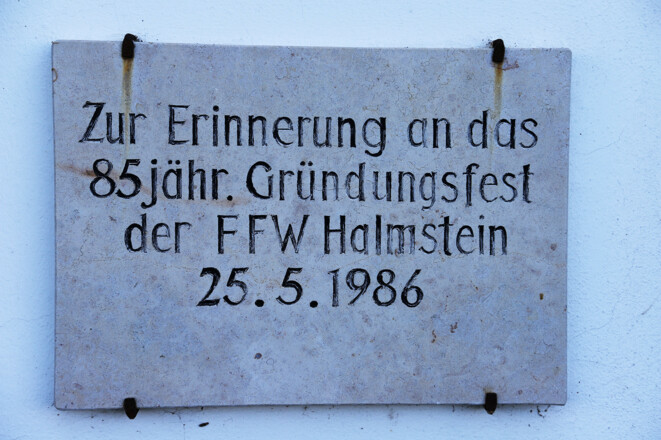 Zur Erinnerung an das
85jähr. Gründungsfest
der FFW Halmstein
25.5.1986